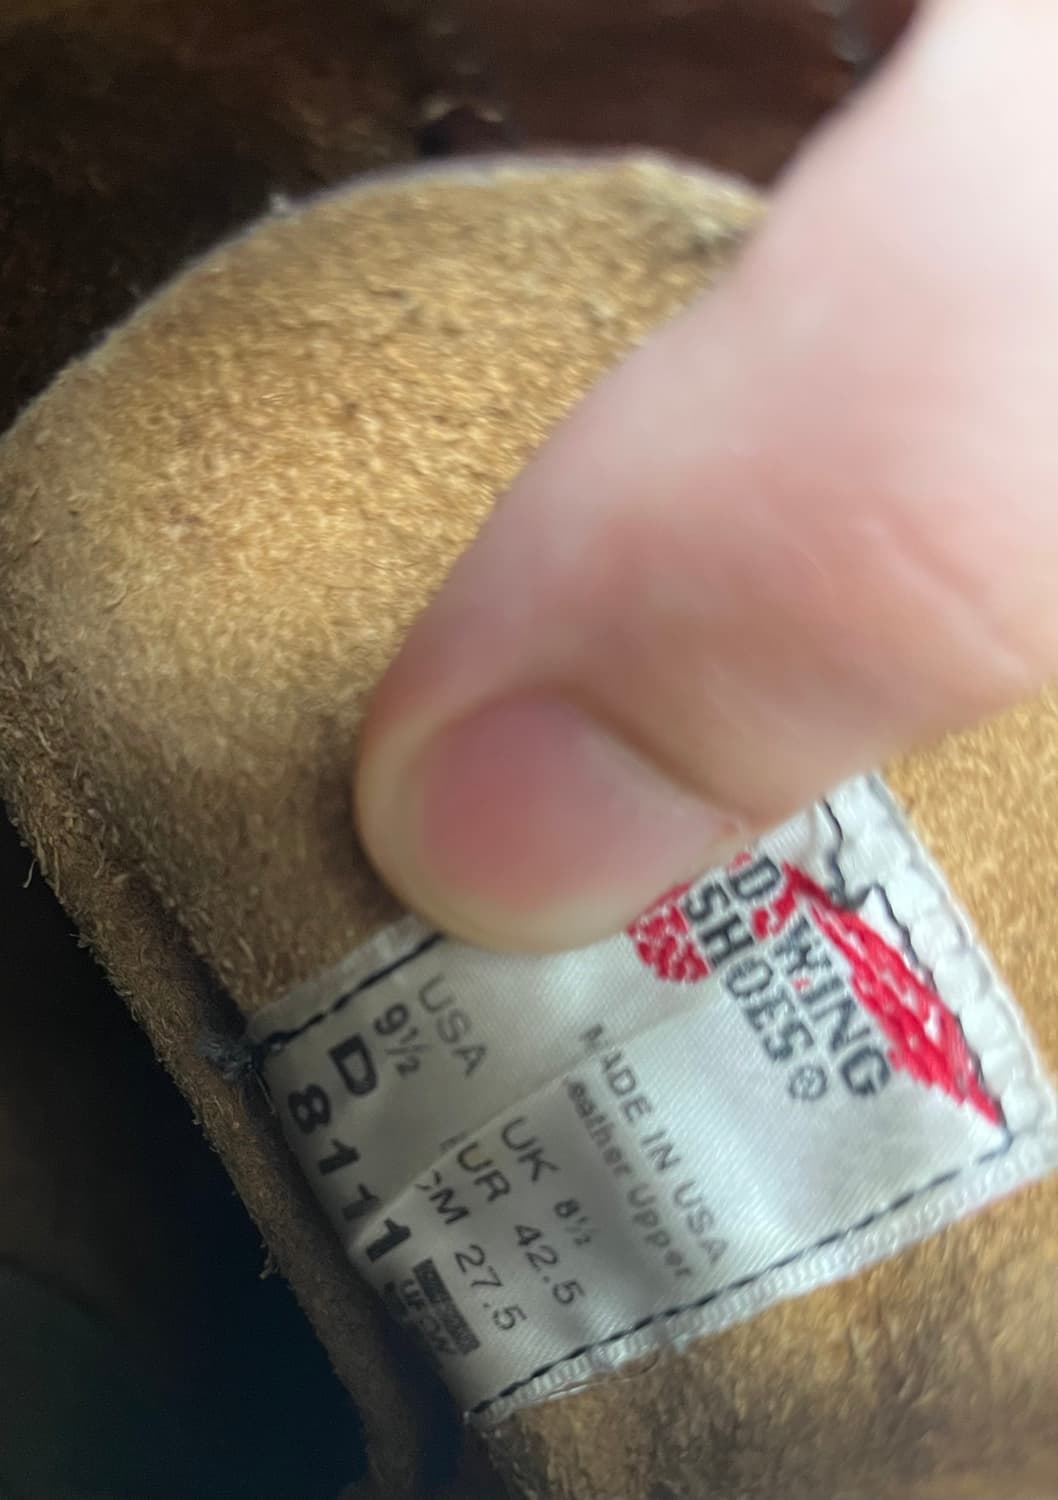 D WING
SHOES®
MADE IN USA
eather Upper
USA
9½
D
UK 8½
UR 42.5
CM 27.5
8111